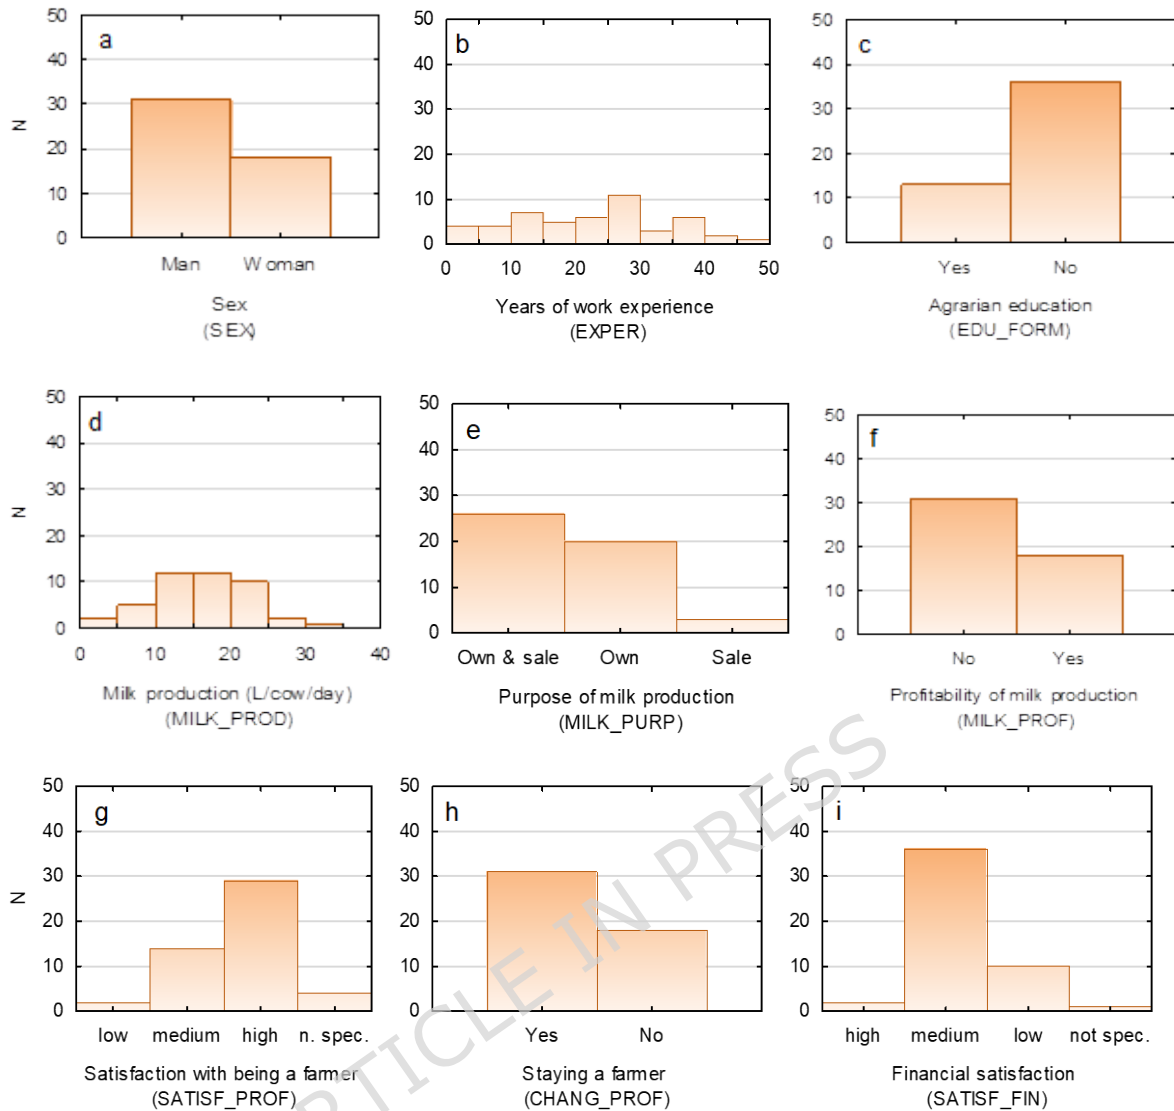 a
50
40
30
20
10
0
N
Man Woman
Sex
(SEX)
b
50
40
30
20
10
0
0 10 20 30 40 50
Years of work experience
(EXPER)
c
50
40
30
20
10
0
Yes No
Agrarian education
(EDU_FORM)
d
50
40
30
20
10
0
N
0 10 20 30 40
Milk production (L/cow/day)
(MILK_PROD)
e
50
40
30
20
10
0
Own & sale Own Sale
Purpose of milk production
(MILK_PURP)
f
50
40
30
20
10
0
No Yes
Profitability of milk production
(MILK_PROF)
g
50
40
30
20
10
0
N
low medium high n. spec.
Satisfaction with being a farmer
(SATISF_PROF)
h
50
40
30
20
10
0
Yes No
Staying a farmer
(CHANG_PROF)
i
50
40
30
20
10
0
high medium low not spec.
Financial satisfaction
(SATISF_FIN)
ARTICLE IN PRESS